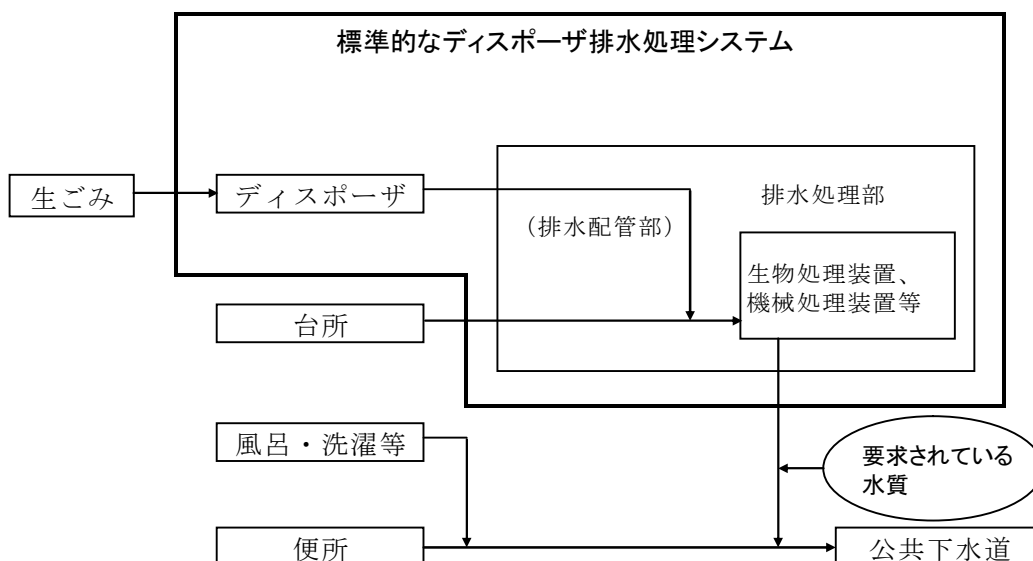 標準的なディスポーザ排水処理システム
生ごみ
ディスポーザ
(排水配管部)
排水処理部
生物処理装置、
機械処理装置等
台所
風呂・洗濯等
要求されている
水質
便所
公共下水道